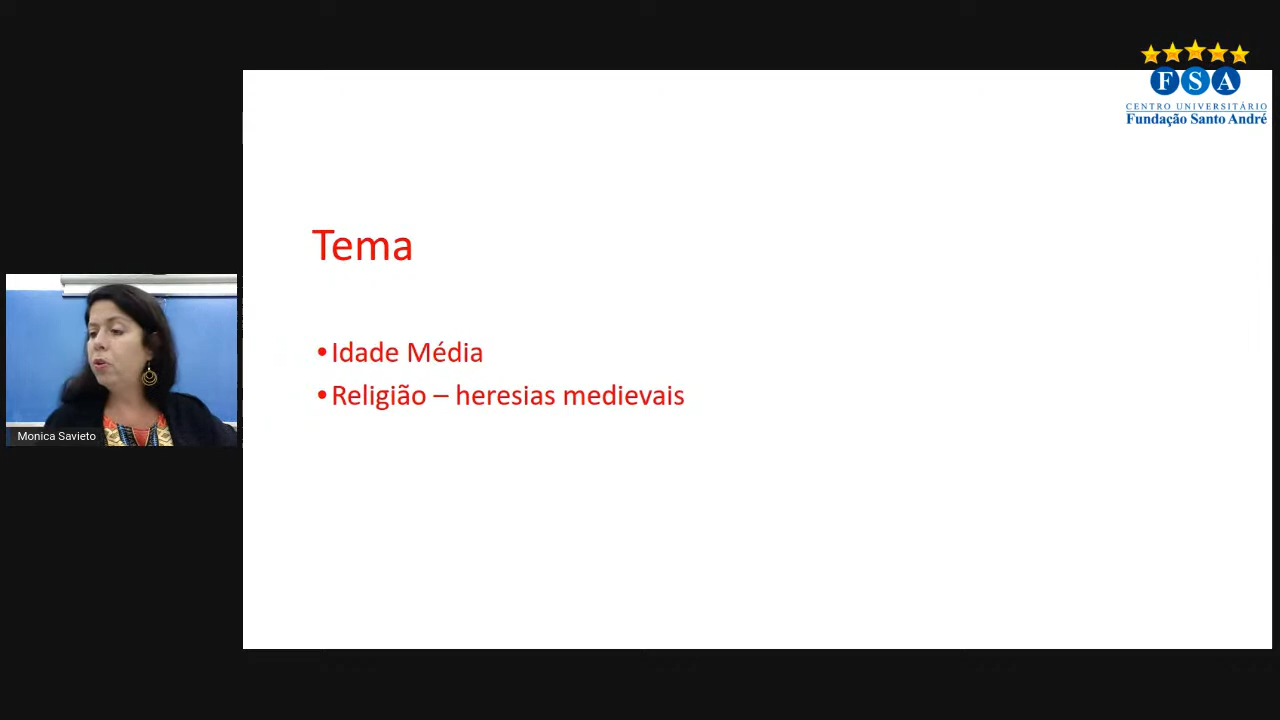 FSA
CENTRO UNIVERSITÁRIO
Fundação Santo André
Tema
•Idade Média
•Religião – heresias medievais
Monica Savieto